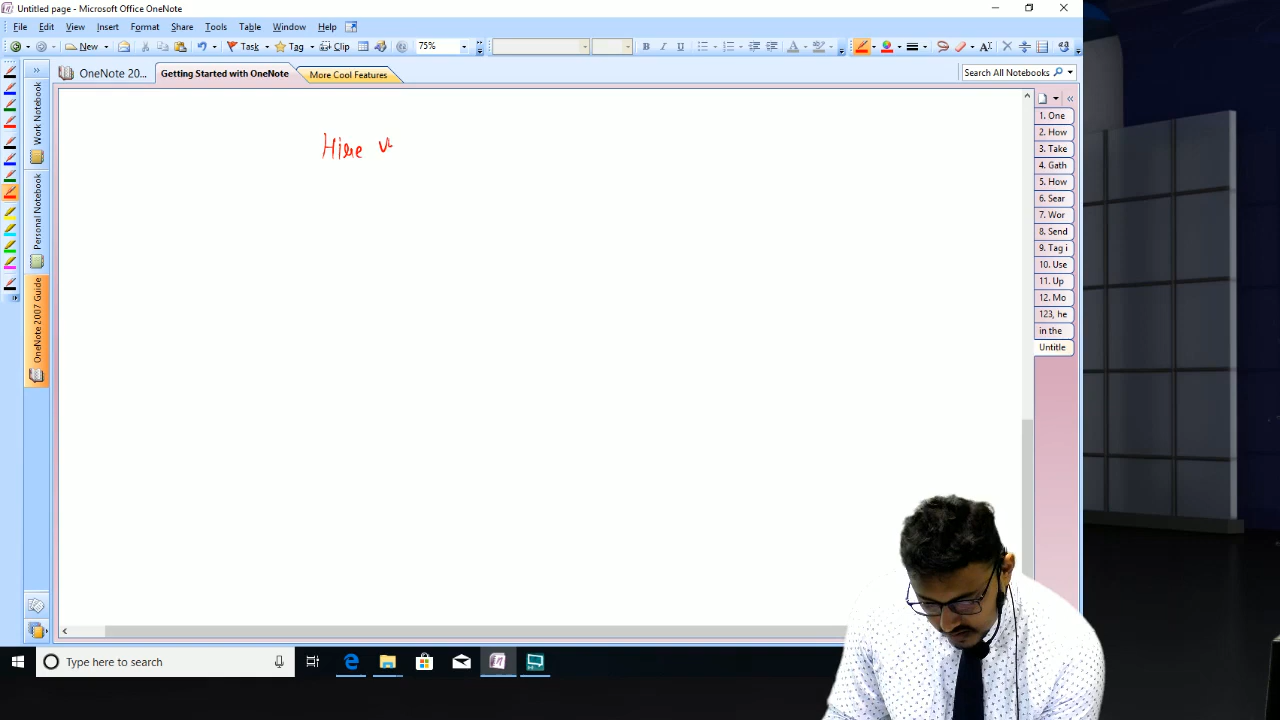 Untitled page - Microsoft Office OneNote
File Edit View Insert Format Share Tools Table Window Help
New Task Tag Clip 75%
OneNote 20... Getting Started with OneNote More Cool Features Search All Notebooks
Work Notebook
Personal Notebook
OneNote 2007 Guide
Hire v
1. One
2. How
3. Take
4. Gath
5. How
6. Sear
7. Wor
8. Send
9. Tag i
10. Use
11. Up
12. Mo
123, he
in the
Untitle
Type here to search